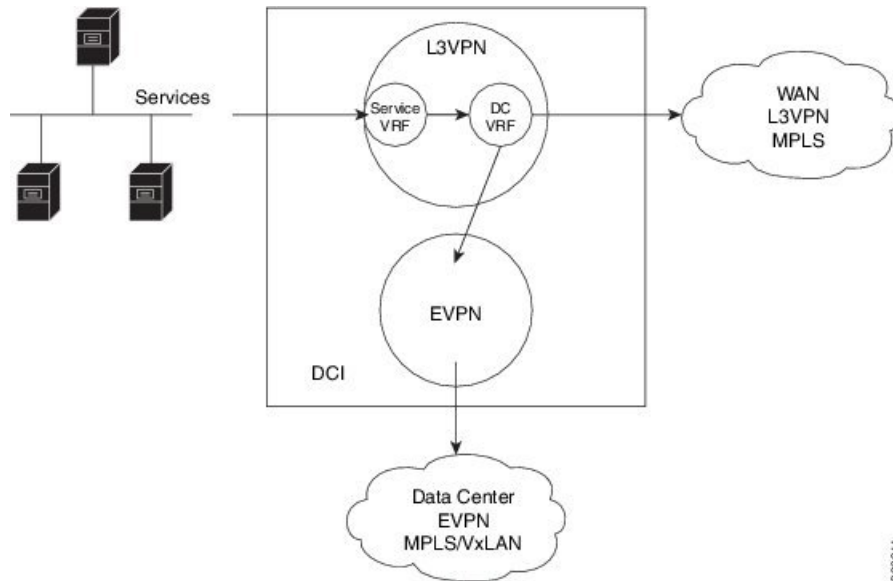 L3VPN
Services
Service
VRF
DC
VRF
WAN
L3VPN
MPLS
EVPN
DCI
Data Center
EVPN
MPLS/VxLAN